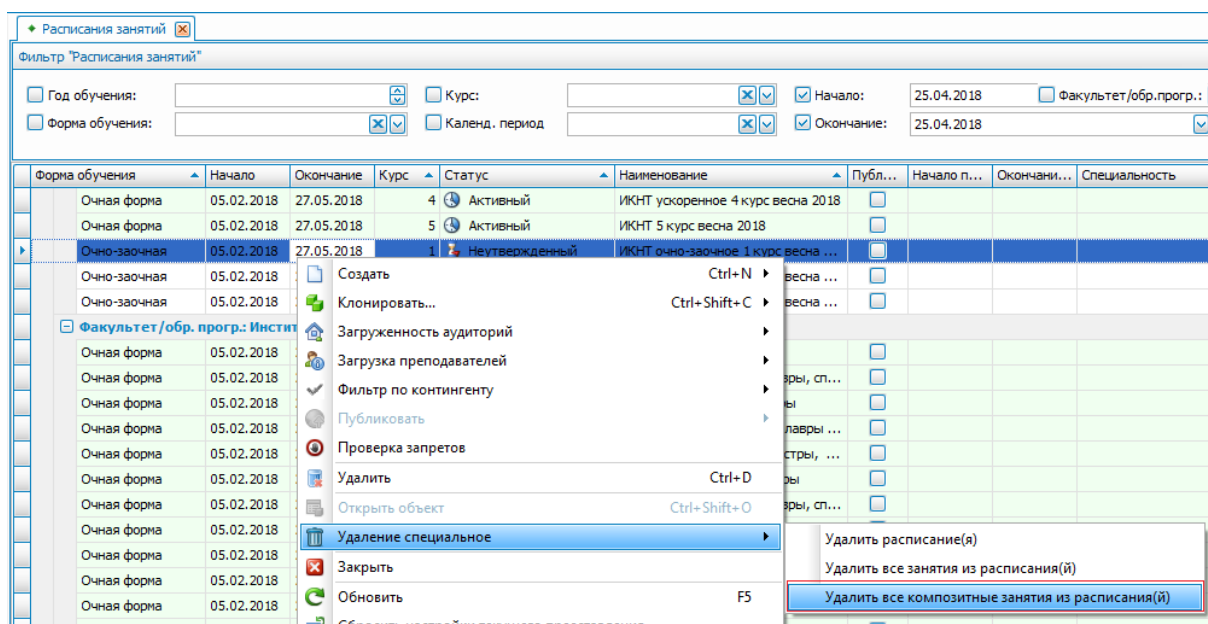 Расписания занятий
Фильтр "Расписания занятий"
Год обучения: Курс: Начало: 25.04.2018 Факультет/обр.прогр.:
Форма обучения: Календ. период Окончание: 25.04.2018
Форма обучения Начало Окончание Курс Статус Наименование Публ... Начало п... Окончани... Специальность
Очная форма 05.02.2018 27.05.2018 4 Активный ИКНТ ускоренное 4 курс весна 2018
Очная форма 05.02.2018 27.05.2018 5 Активный ИКНТ 5 курс весна 2018
Очно-заочная 05.02.2018 27.05.2018 1 Неутвержденный ИКНТ очно-заочное 1 курс весна ...
Очно-заочная 05.02.2018 весна ...
Очно-заочная 05.02.2018 весна ...
Факультет/обр. прогр.: Инстит
Очная форма 05.02.2018
Очная форма 05.02.2018 вры, сп...
Очная форма 05.02.2018 ры
Очная форма 05.02.2018 лавры ...
Очная форма 05.02.2018 стры, ...
Очная форма 05.02.2018 ры
Очная форма 05.02.2018 вры, сп...
Очная форма 05.02.2018
Очная форма 05.02.2018
Очная форма 05.02.2018
Очная форма 05.02.2018
Создать Ctrl+N
Клонировать... Ctrl+Shift+C
Загруженность аудиторий
Загрузка преподавателей
Фильтр по контингенту
Публиковать
Проверка запретов
Удалить Ctrl+D
Открыть объект Ctrl+Shift+O
Удаление специальное
Закрыть
Обновить F5
Удалить расписание(я)
Удалить все занятия из расписания(й)
Удалить все композитные занятия из расписания(й)